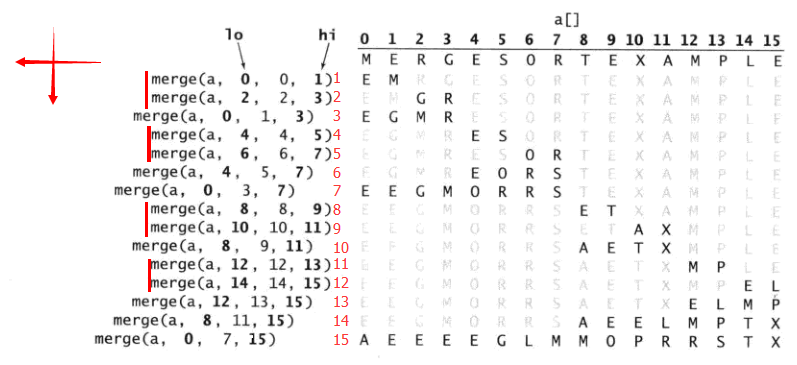 a[]
lo hi 0 1 2 3 4 5 6 7 8 9 10 11 12 13 14 15
M E R G E S O R T E X A M P L E
merge(a, 0, 0, 1) 1 E M R G E S O R T E X A M P L E
merge(a, 2, 2, 3) 2 E M G R E S O R T E X A M P L E
merge(a, 0, 1, 3) 3 E G M R E S O R T E X A M P L E
merge(a, 4, 4, 5) 4 E G M R E S O R T E X A M P L E
merge(a, 6, 6, 7) 5 E G M R E S O R T E X A M P L E
merge(a, 4, 5, 7) 6 E G M R E O R S T E X A M P L E
merge(a, 0, 3, 7) 7 E E G M O R R S T E X A M P L E
merge(a, 8, 8, 9) 8 E E G M O R R S E T X A M P L E
merge(a, 10, 10, 11) 9 E E G M O R R S E T A X M P L E
merge(a, 8, 9, 11) 10 E E G M O R R S A E T X M P L E
merge(a, 12, 12, 13) 11 E E G M O R R S A E T X M P L E
merge(a, 14, 14, 15) 12 E E G M O R R S A E T X M P E L
merge(a, 12, 13, 15) 13 E E G M O R R S A E T X E L M P
merge(a, 8, 11, 15) 14 E E G M O R R S A E E L M P T X
merge(a, 0, 7, 15) 15 A E E E E G L M M O P R R S T X